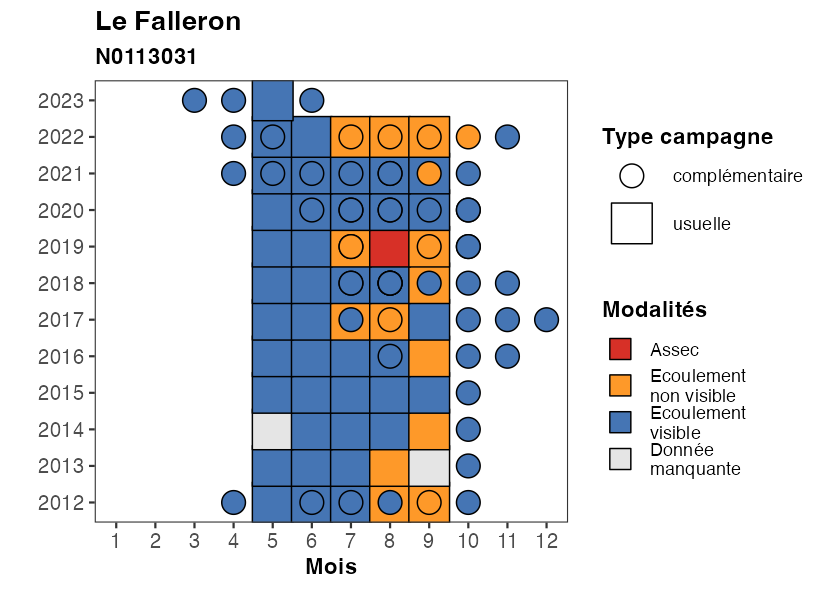 Le Falleron
N0113031
2023
2022
2021
2020
2019
2018
2017
2016
2015
2014
2013
2012
1 2 3 4 5 6 7 8 9 10 11 12
Mois
Type campagne
complémentaire
usuelle
Modalités
Assec
Ecoulement
non visible
Ecoulement
visible
Donnée
manquante